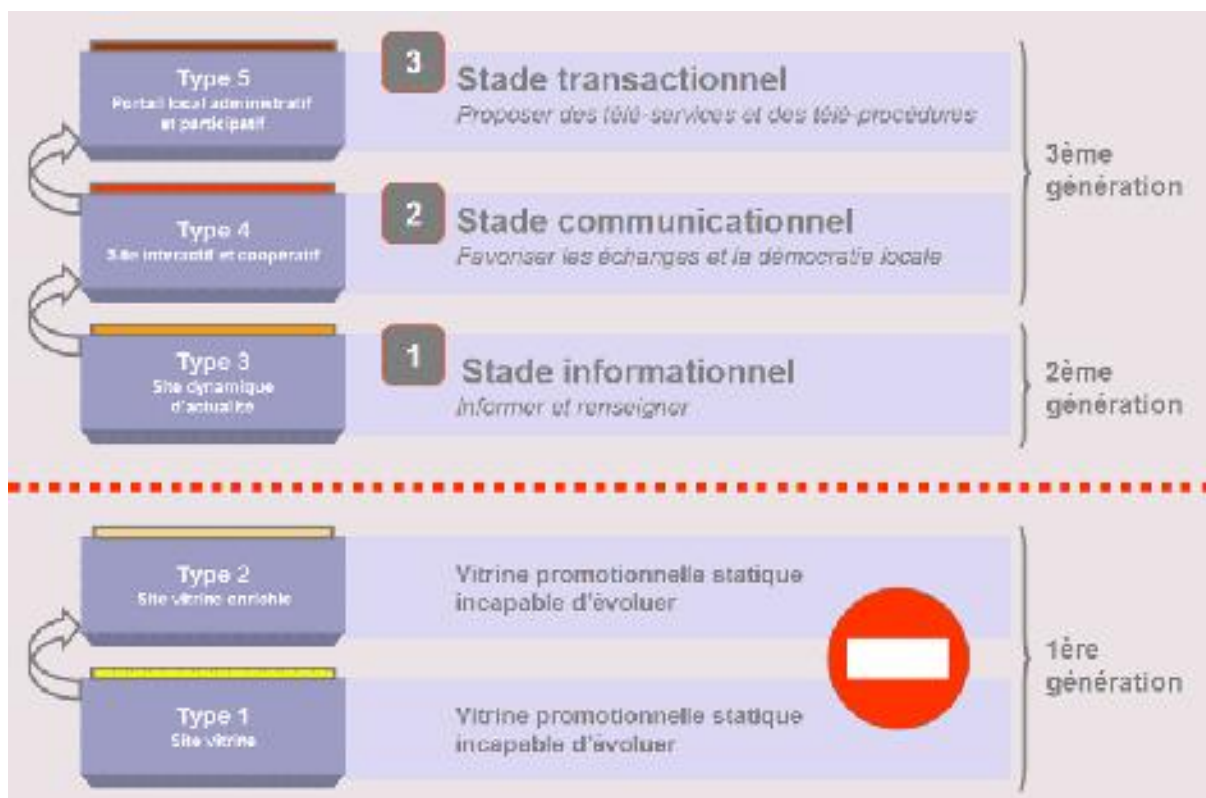 Type 5
Portail local administratif
et participatif
3
Stade transactionnel
Proposer des télé-services et des télé-procédures
3ème
génération
Type 4
Site interactif et coopératif
2
Stade communicationnel
Favoriser les échanges et la démocratie locale
Type 3
Site dynamique
d'actualité
1
Stade informationnel
Informer et renseigner
2ème
génération
Type 2
Site vitrine enrichie
Vitrine promotionnelle statique
incapable d'évoluer
1ère
génération
Type 1
Site vitrine
Vitrine promotionnelle statique
incapable d'évoluer